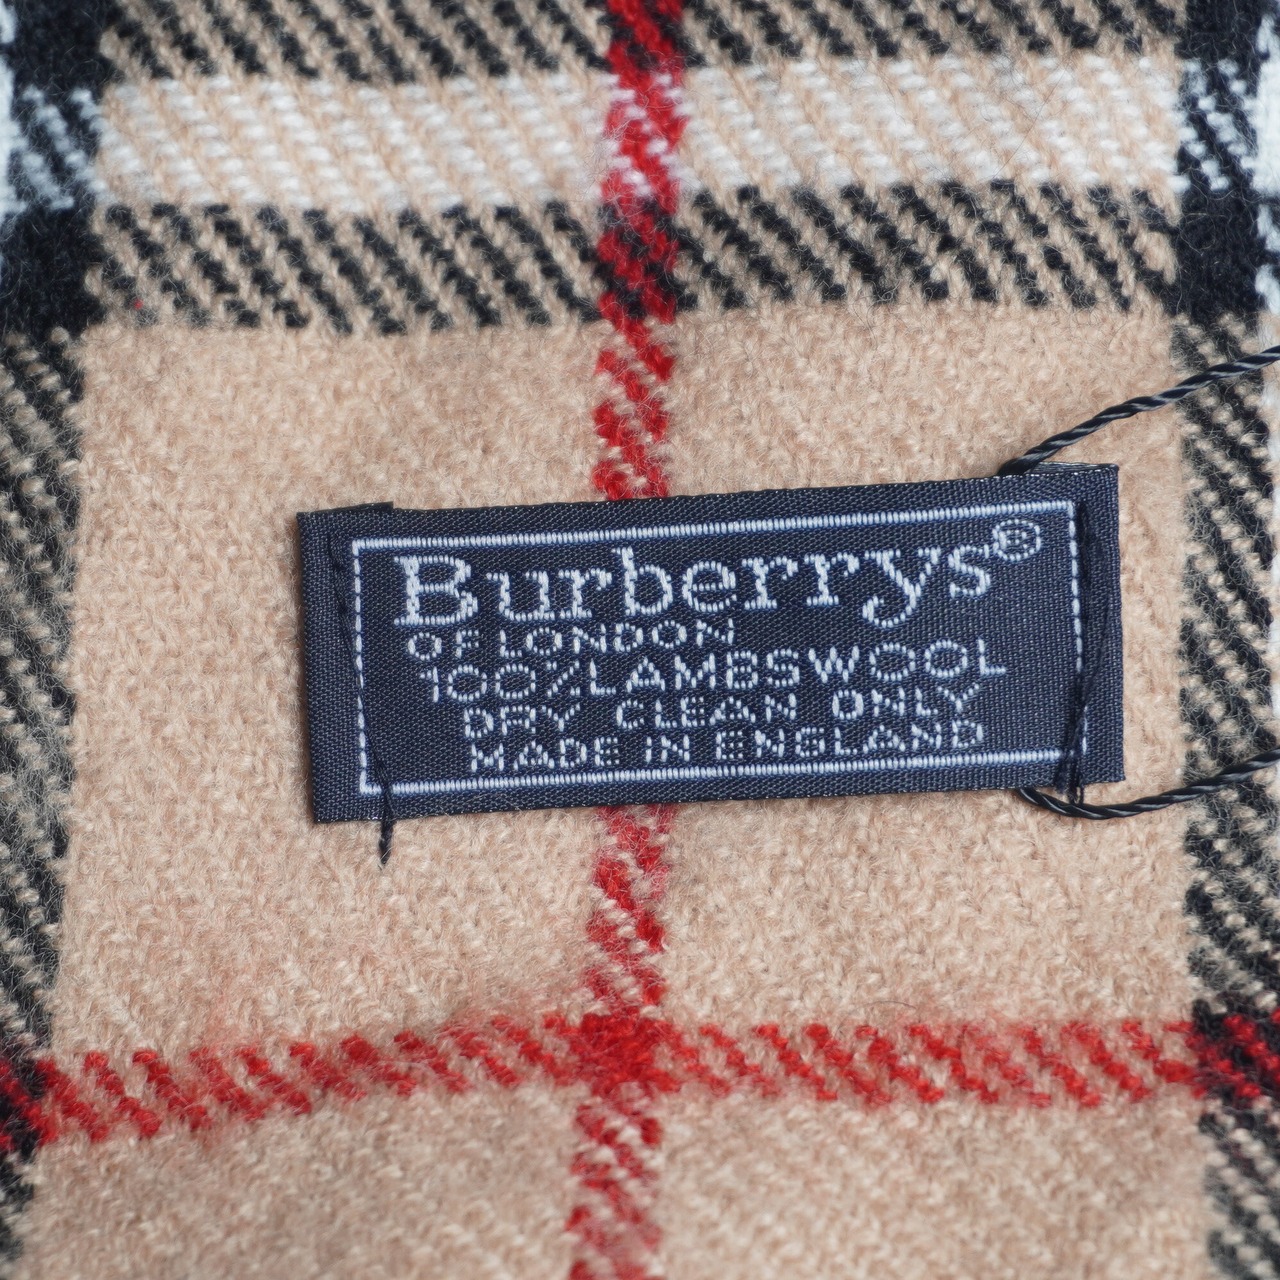 Burberrys®
OF LONDON
100% LAMBSWOOL
DRY CLEAN ONLY
MADE IN ENGLAND